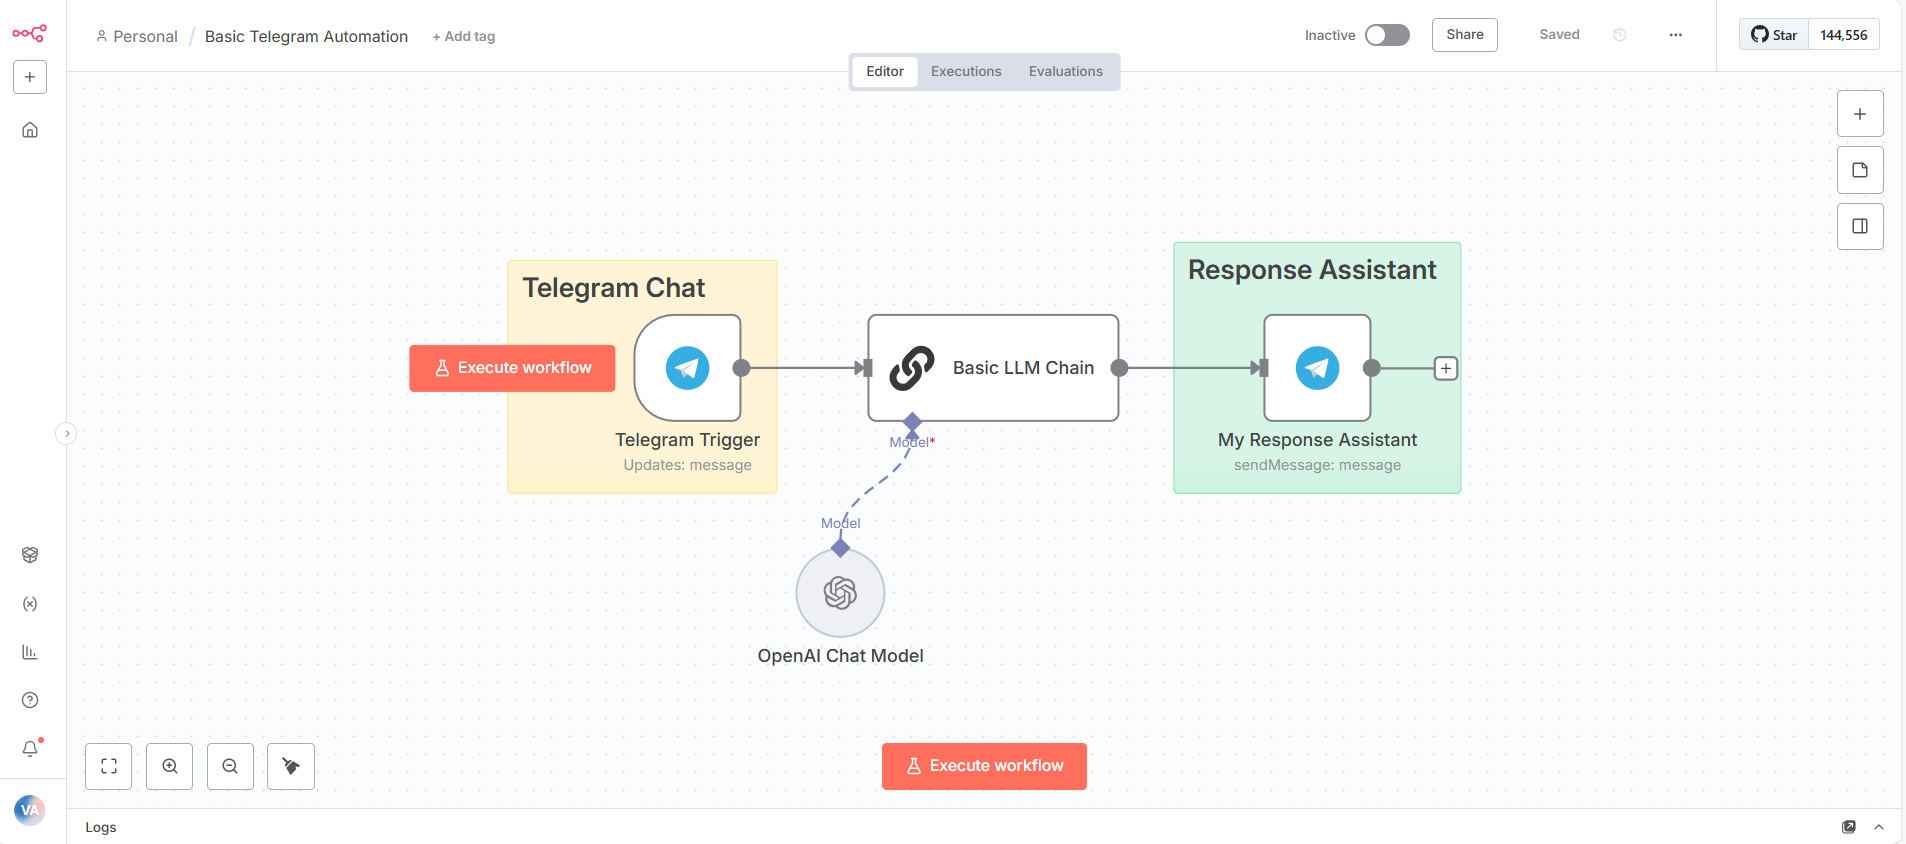 Personal / Basic Telegram Automation + Add tag
Inactive Share Saved ... Star 144,556
Editor Executions Evaluations
Telegram Chat
Response Assistant
Execute workflow
Basic LLM Chain
Telegram Trigger
Updates: message
Model*
My Response Assistant
sendMessage: message
Model
OpenAI Chat Model
Execute workflow
VA
Logs